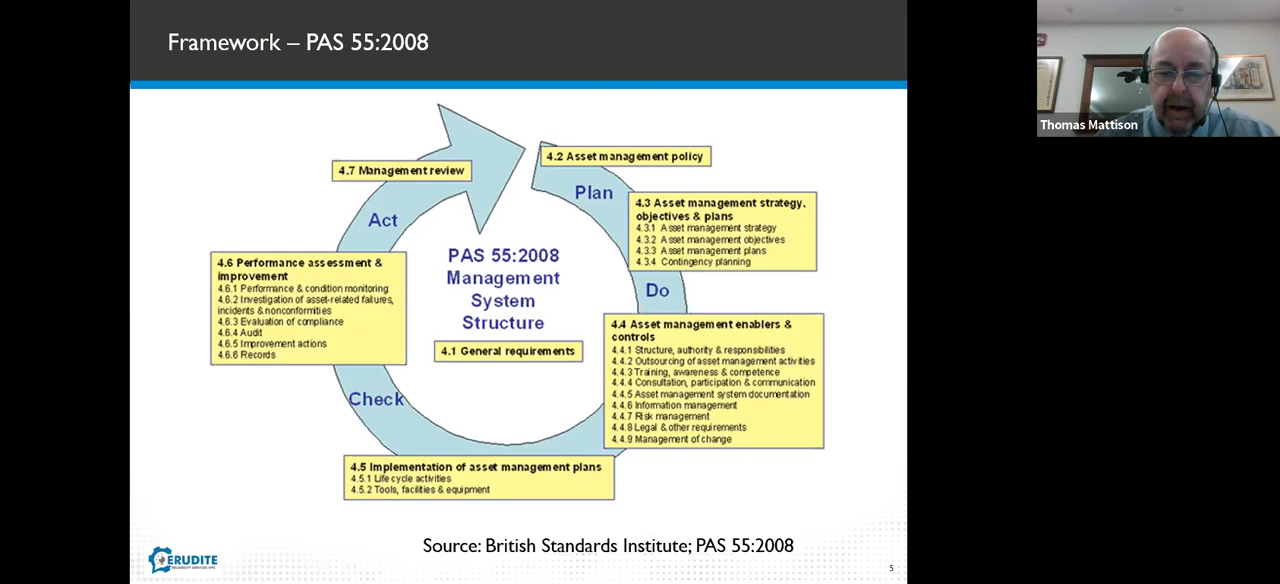 Framework – PAS 55:2008
Thomas Mattison
4.7 Management review
4.2 Asset management policy
Plan
Act
4.3 Asset management strategy,
objectives & plans
4.3.1 Asset management strategy
4.3.2 Asset management objectives
4.3.3 Asset management plans
4.3.4 Contingency planning
PAS 55:2008
Management
System
Structure
4.1 General requirements
4.6 Performance assessment &
improvement
4.6.1 Performance & condition monitoring
4.6.2 Investigation of asset-related failures,
incidents & nonconformities
4.6.3 Evaluation of compliance
4.6.4 Audit
4.6.5 Improvement actions
4.6.6 Records
Do
4.4 Asset management enablers &
controls
4.4.1 Structure, authority & responsibilities
4.4.2 Outsourcing of asset management activities
4.4.3 Training, awareness & competence
4.4.4 Consultation, participation & communication
4.4.5 Asset management system documentation
4.4.6 Information management
4.4.7 Risk management
4.4.8 Legal & other requirements
4.4.9 Management of change
Check
4.5 Implementation of asset management plans
4.5.1 Life cycle activities
4.5.2 Tools, facilities & equipment
Source: British Standards Institute; PAS 55:2008
ERUDITE
5